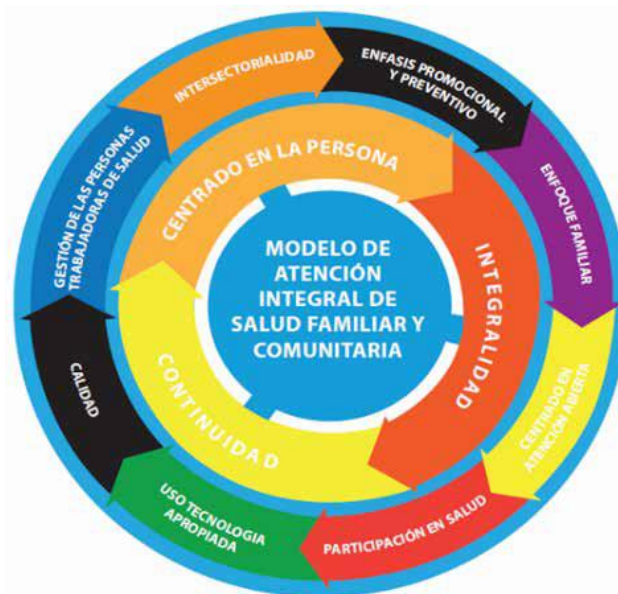 MODELO DE
ATENCIÓN
INTEGRAL DE
SALUD FAMILIAR Y
COMUNITARIA
CENTRADO EN LA PERSONA
INTEGRALIDAD
CONTINUIDAD
INTERSECTORIALIDAD
ENFASIS PROMOCIONAL
Y PREVENTIVO
ENFOQUE FAMILIAR
CENTRADO EN
ATENCIÓN ABIERTA
PARTICIPACIÓN EN SALUD
USO TECNOLOGIA
APROPIADA
CALIDAD
GESTIÓN DE LAS PERSONAS
TRABAJADORAS DE SALUD